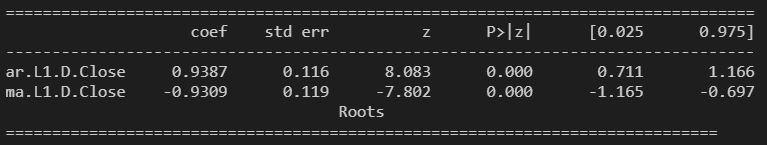 ==============================================================================
coef std err z P>|z| [0.025 0.975]
------------------------------------------------------------------------------
ar.L1.D.Close 0.9387 0.116 8.083 0.000 0.711 1.166
ma.L1.D.Close -0.9309 0.119 -7.802 0.000 -1.165 -0.697
Roots
=============================================================================